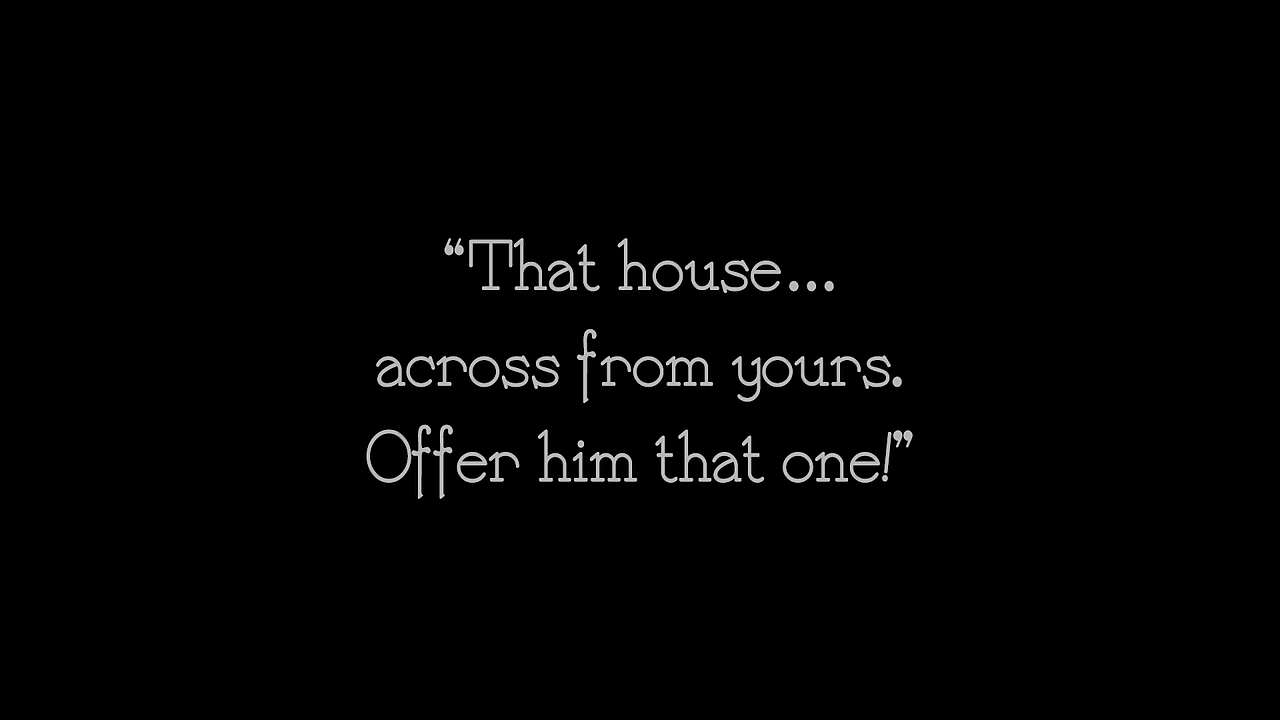 “That house...
across from yours.
Offer him that one!”